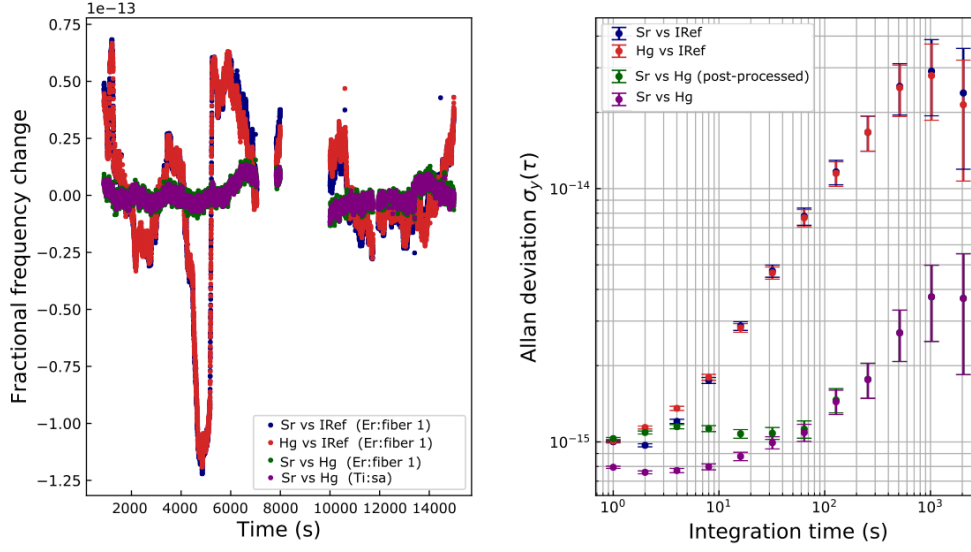 1e−13
0.75
0.50
0.25
0.00
−0.25
−0.50
−0.75
−1.00
−1.25
Fractional frequency change
2000 4000 6000 8000 10000 12000 14000
Time (s)
Sr vs IRef (Er:fiber 1)
Hg vs IRef (Er:fiber 1)
Sr vs Hg (Er:fiber 1)
Sr vs Hg (Ti:sa)
Sr vs IRef
Hg vs IRef
Sr vs Hg (post-processed)
Sr vs Hg
10⁻¹⁴
10⁻¹⁵
Allan deviation σy(τ)
10⁰ 10¹ 10² 10³
Integration time (s)